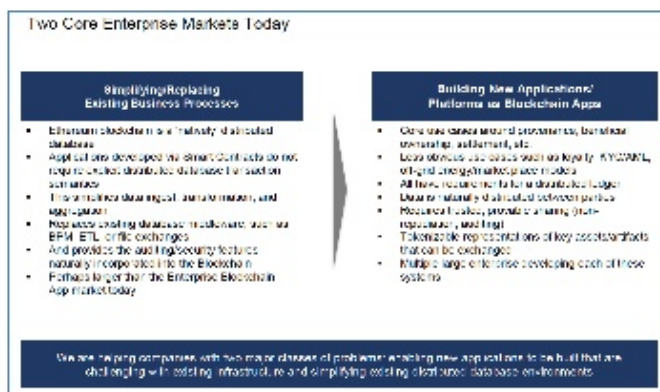 Two Core Enterprise Markets Today
Simplifying/Replacing
Existing Business Processes
Building New Applications/
Platforms as Blockchain Apps
Ethereum blockchain is a 'natively' distributed
database
Applications developed via Smart Contracts do not
require explicit distributed database transaction
semantics
This simplifies data ingest, transformation, and
aggregation
Replaces existing database middleware, such as
BPM, ETL, or file exchanges
And provides the auditing/security features
naturally incorporated into the Blockchain
Perhaps larger than the Enterprise Blockchain
App market today
Core use cases around provenance, beneficial
ownership, settlement, etc.
Less obvious use cases such as loyalty, KYC/AML,
off-grid energy/market place models
All have requirements for a distributed ledger
Data is naturally distributed between parties
Requires trusted, provable sharing (non-
repudiation, auditing)
Tokenizable representations of key assets/artifacts
that can be exchanged
Multiple large enterprise developing each of these
systems
We are helping companies with two major classes of problems: enabling new applications to be built that are
challenging with existing infrastructure and simplifying existing distributed database environments